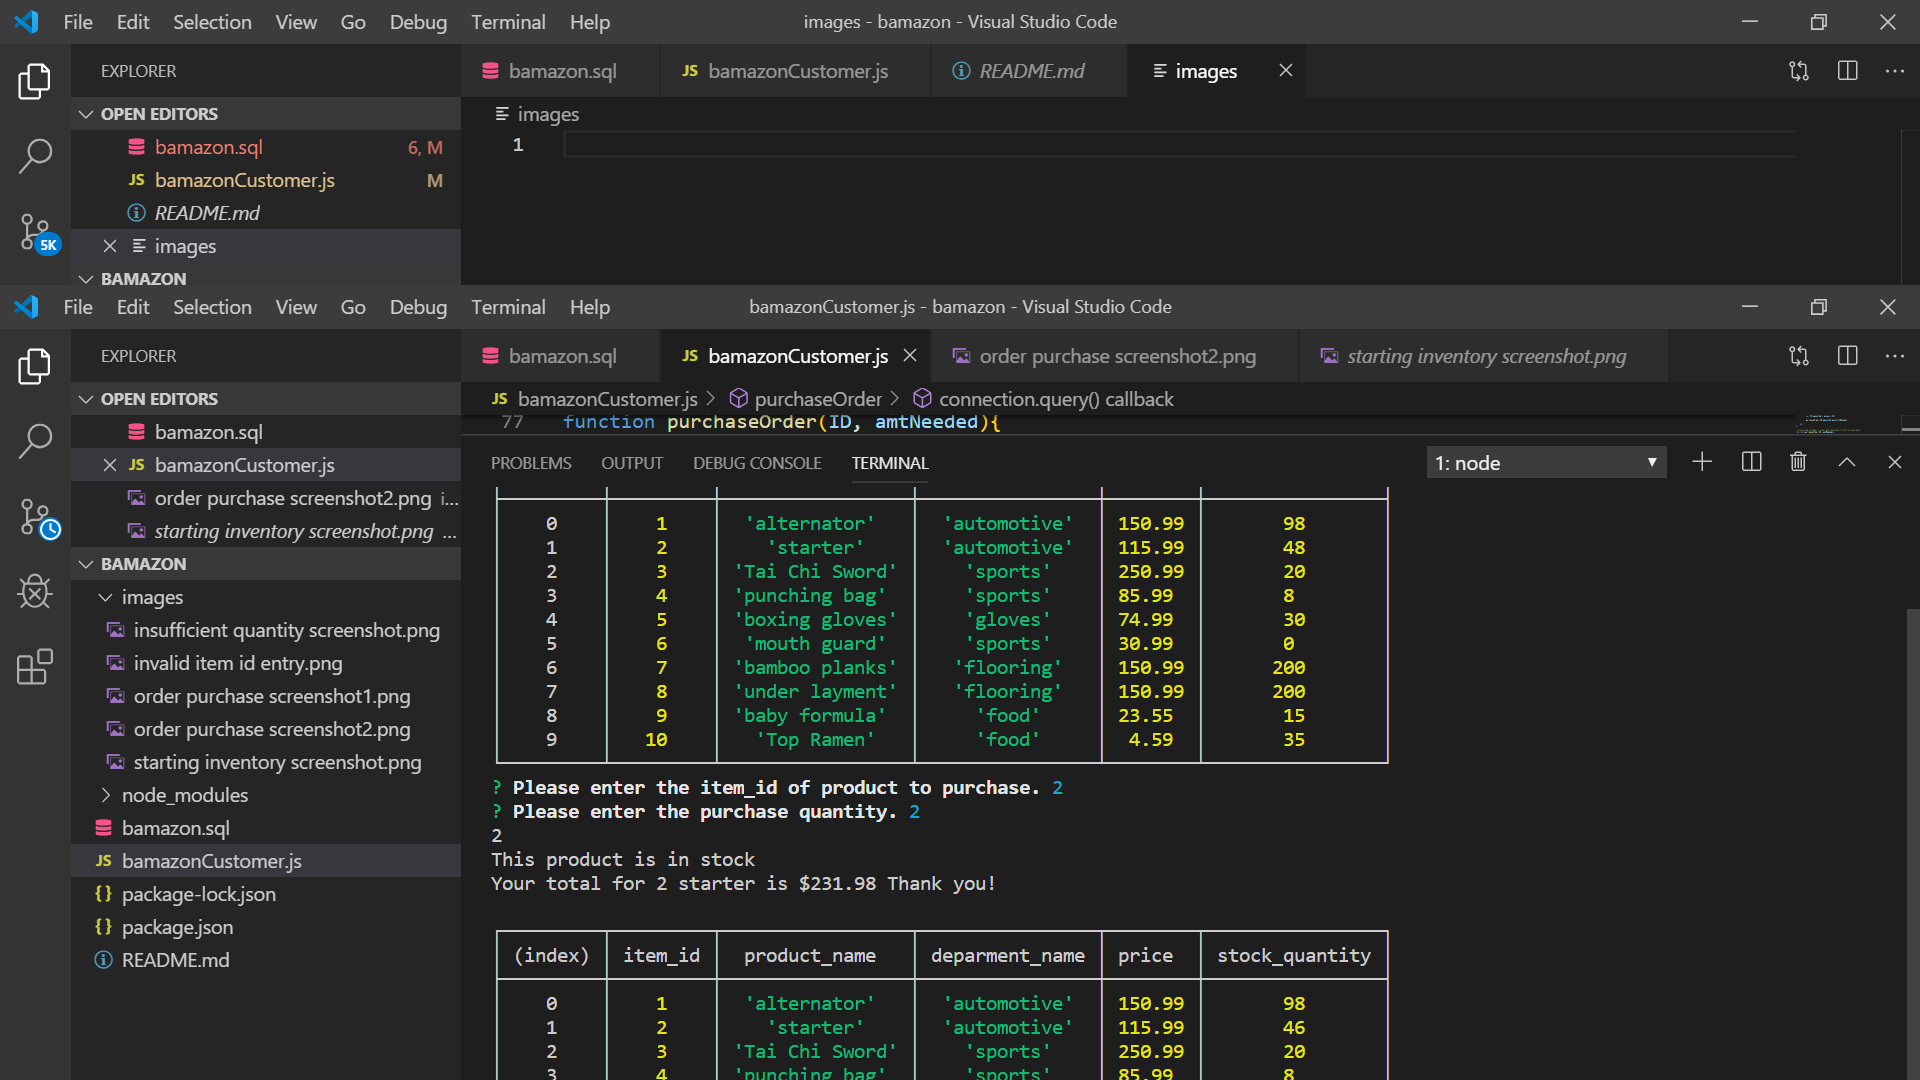 File Edit Selection View Go Debug Terminal Help images - bamazon - Visual Studio Code
EXPLORER
bamazon.sql JS bamazonCustomer.js README.md images
OPEN EDITORS
images
bamazon.sql 6, M
1
JS bamazonCustomer.js M
README.md
5K
images
BAMAZON
File Edit Selection View Go Debug Terminal Help bamazonCustomer.js - bamazon - Visual Studio Code
EXPLORER
bamazon.sql JS bamazonCustomer.js order purchase screenshot2.png starting inventory screenshot.png
OPEN EDITORS
bamazon.sql
JS bamazonCustomer.js
order purchase screenshot2.png i...
starting inventory screenshot.png ...
BAMAZON
images
insufficient quantity screenshot.png
invalid item id entry.png
order purchase screenshot1.png
order purchase screenshot2.png
starting inventory screenshot.png
node_modules
bamazon.sql
JS bamazonCustomer.js
{} package-lock.json
{} package.json
README.md
JS bamazonCustomer.js > purchaseOrder > connection.query() callback
77 function purchaseOrder(ID, amtNeeded){
PROBLEMS OUTPUT DEBUG CONSOLE TERMINAL 1: node
0 1 'alternator' 'automotive' 150.99 98
1 2 'starter' 'automotive' 115.99 48
2 3 'Tai Chi Sword' 'sports' 250.99 20
3 4 'punching bag' 'sports' 85.99 8
4 5 'boxing gloves' 'gloves' 74.99 30
5 6 'mouth guard' 'sports' 30.99 0
6 7 'bamboo planks' 'flooring' 150.99 200
7 8 'under layment' 'flooring' 150.99 200
8 9 'baby formula' 'food' 23.55 15
9 10 'Top Ramen' 'food' 4.59 35
? Please enter the item_id of product to purchase. 2
? Please enter the purchase quantity. 2
2
This product is in stock
Your total for 2 starter is $231.98 Thank you!
(index) item_id product_name deparment_name price stock_quantity
0 1 'alternator' 'automotive' 150.99 98
1 2 'starter' 'automotive' 115.99 46
2 3 'Tai Chi Sword' 'sports' 250.99 20
3 4 'punching bag' 'sports' 85.99 8